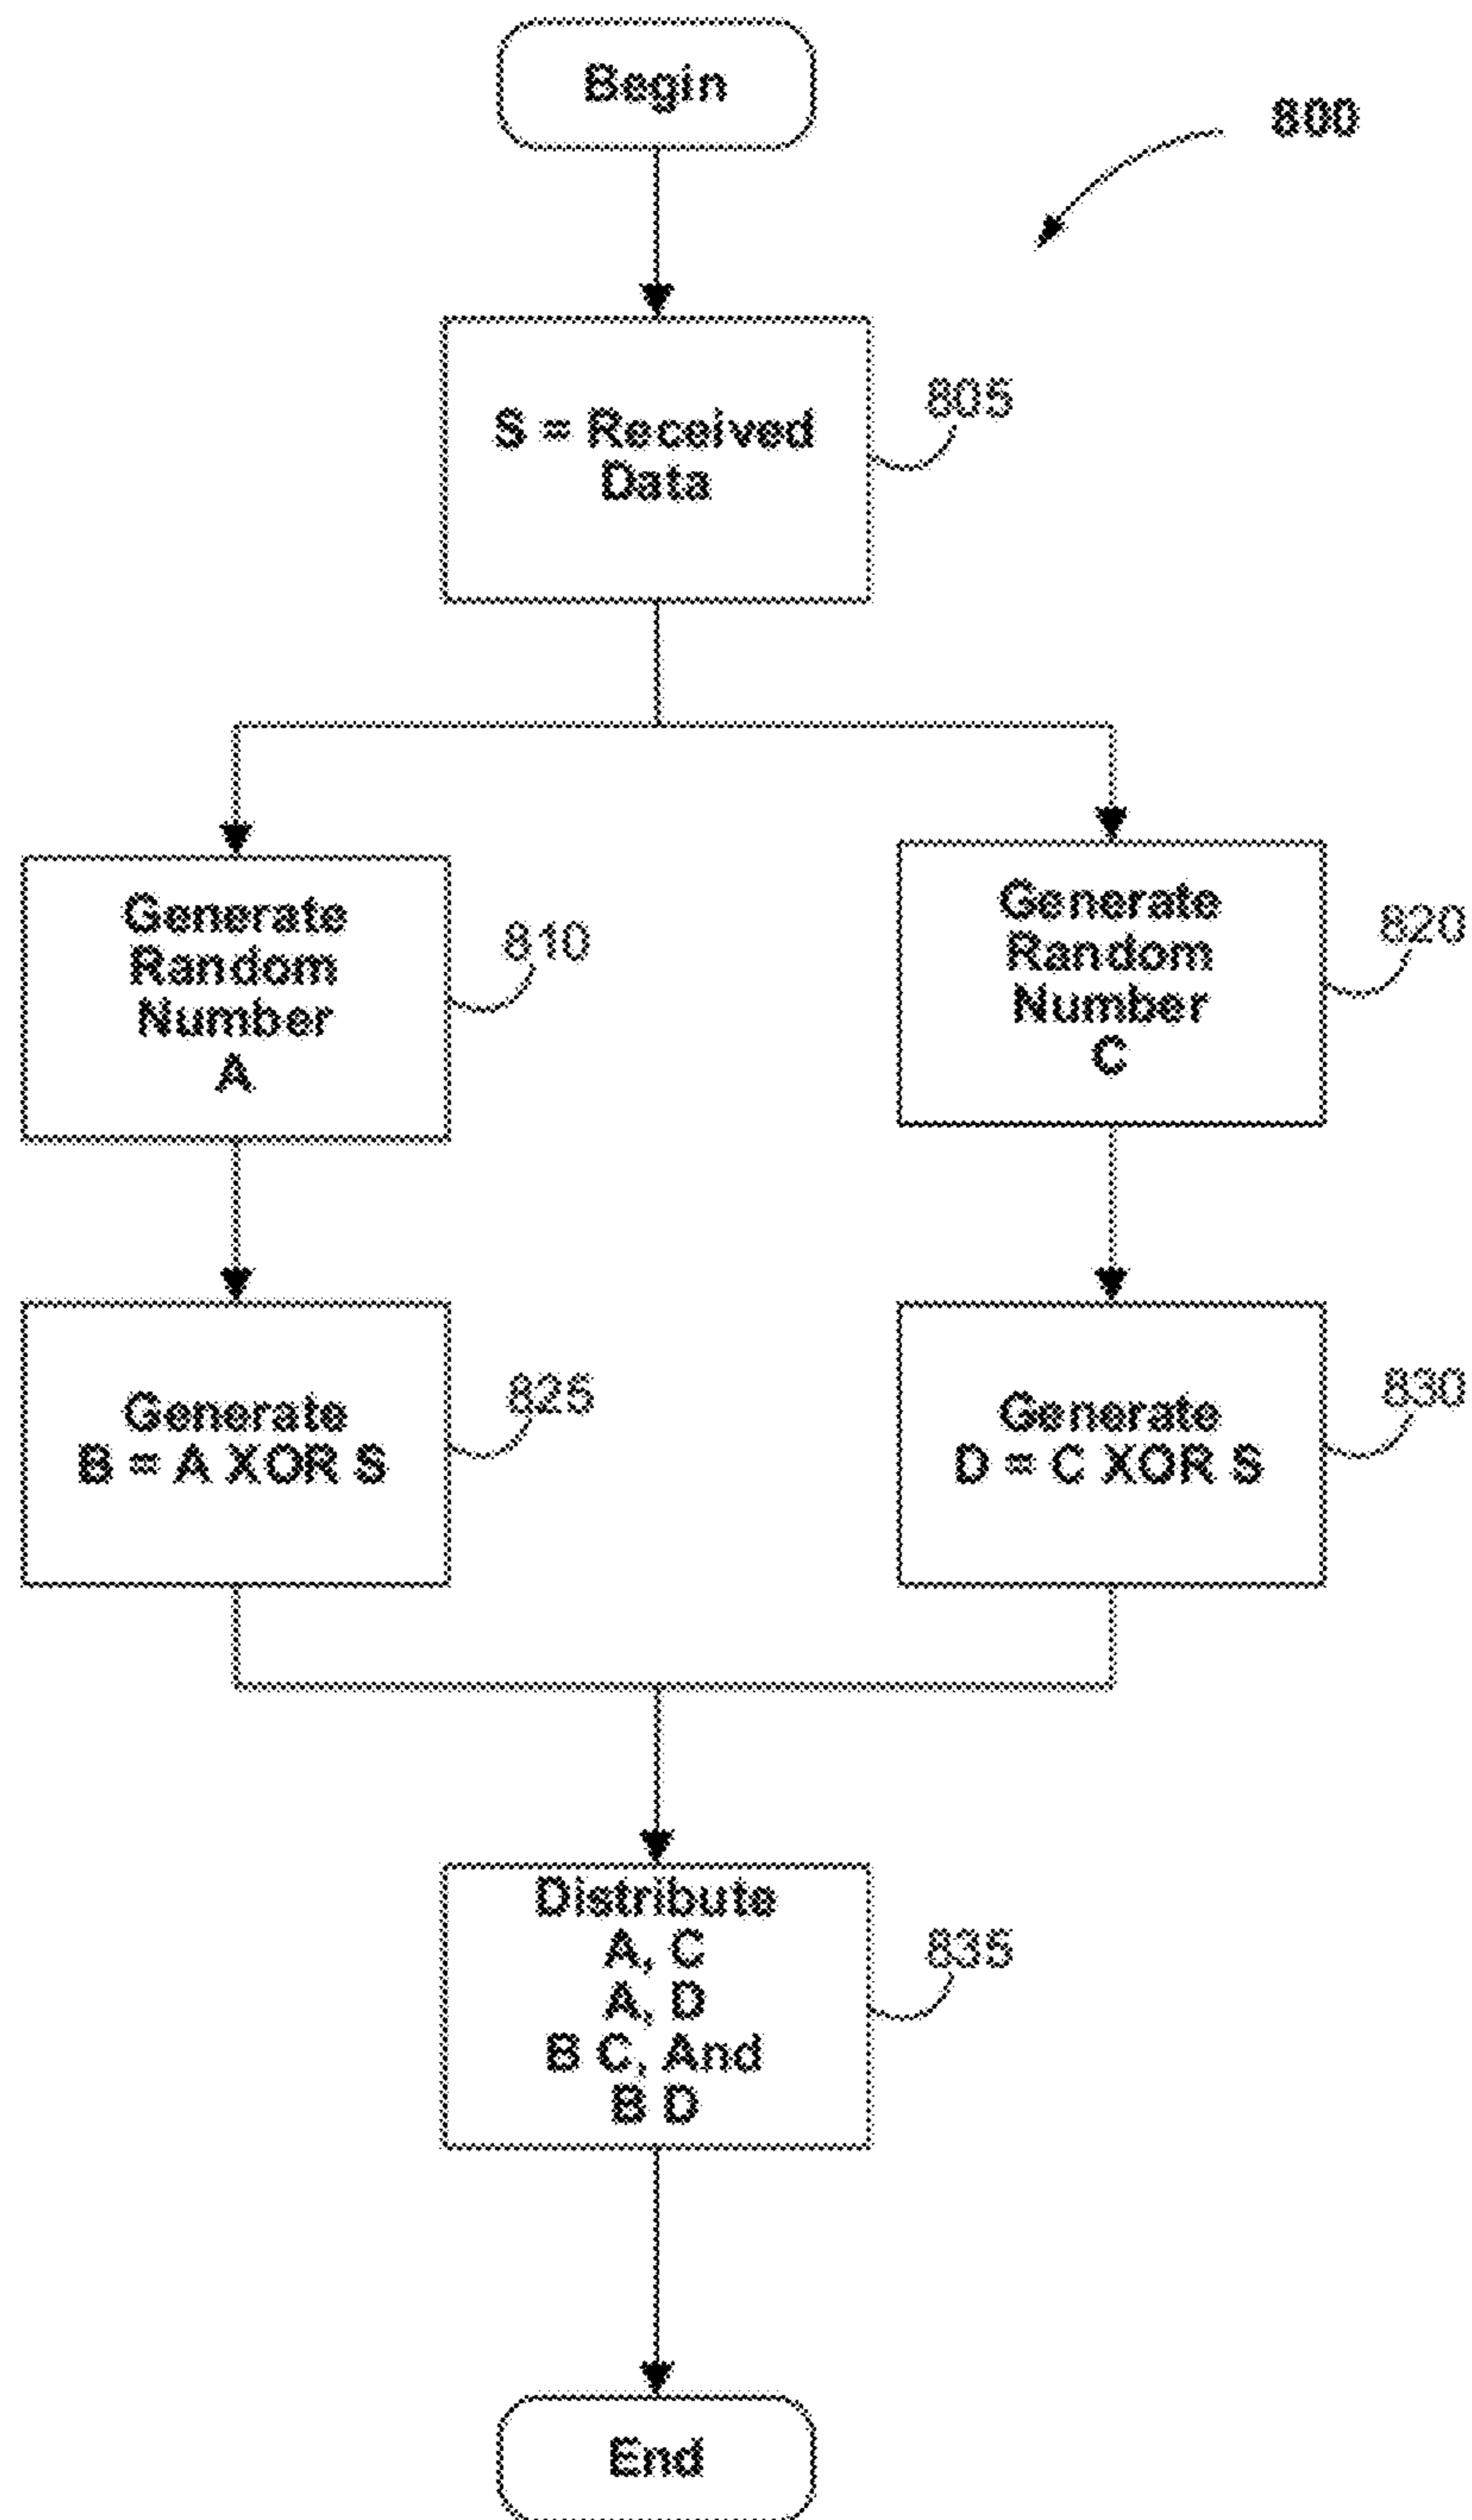 Begin
800
S = Received
Data
805
Generate
Random
Number
A
810
Generate
Random
Number
C
820
Generate
B = A XOR S
825
Generate
D = C XOR S
830
Distribute
A, C
A, D
B C, And
B D
835
End